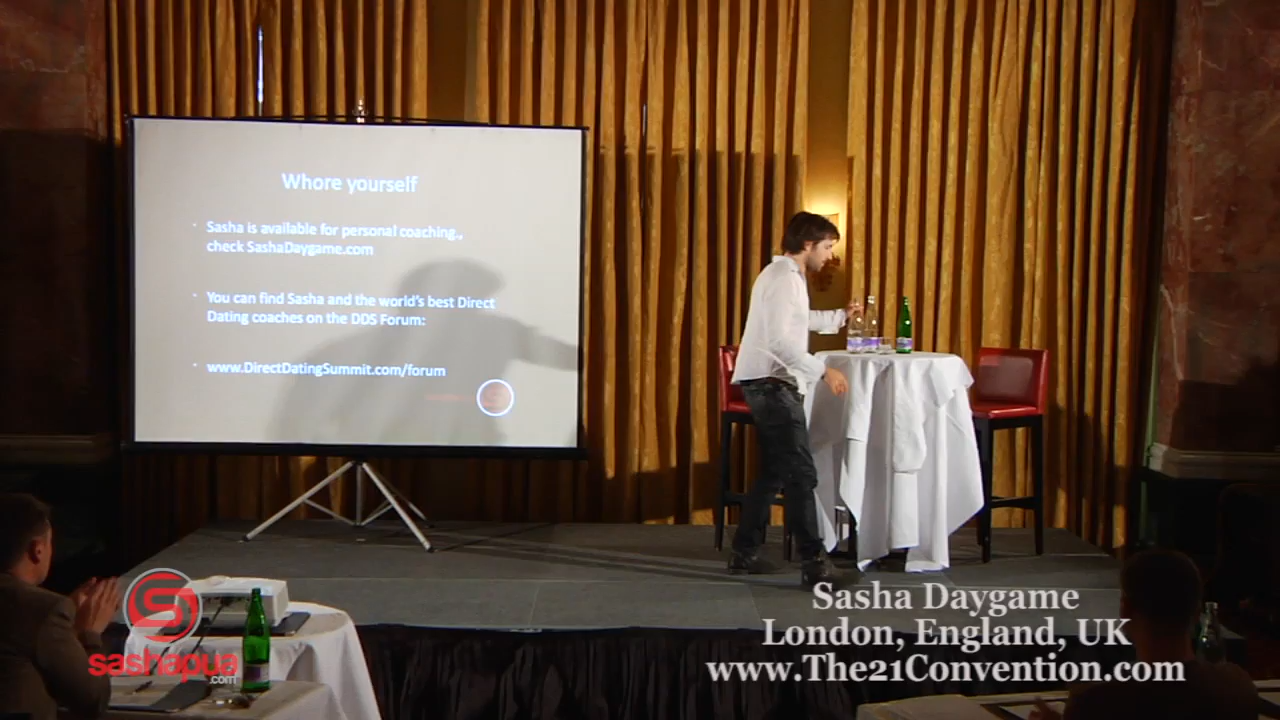 Whore yourself
Sasha is available for personal coaching.,
check SashaDaygame.com
You can find Sasha and the world's best Direct
Dating coaches on the DDS Forum:
www.DirectDatingSummit.com/forum
Sasha Daygame
London, England, UK
www.The21Convention.com
sashapua
.com